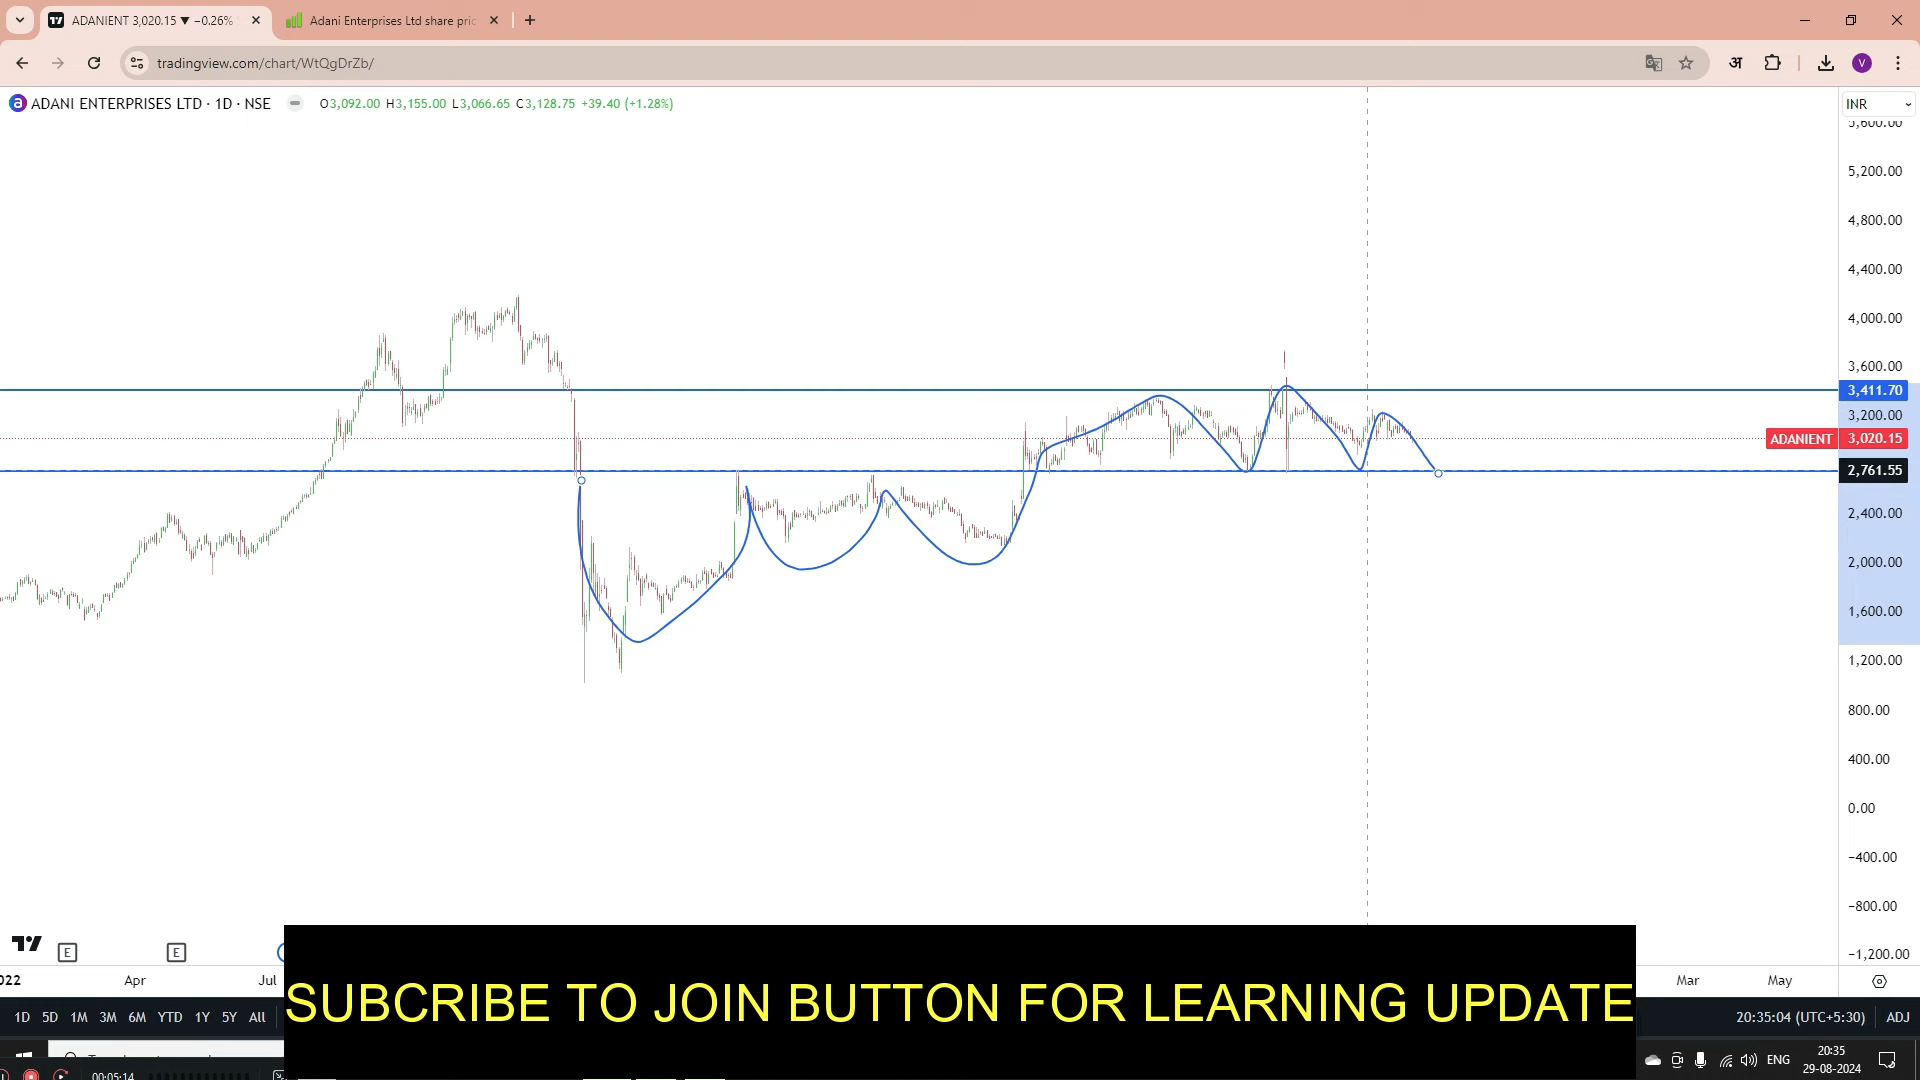 ADANIENT 3,020.15 ▼ −0.26%
Adani Enterprises Ltd share pric
tradingview.com/chart/WtQgDrZb/
अ
V
ADANI ENTERPRISES LTD · 1D · NSE
O3,092.00 H3,155.00 L3,066.65 C3,128.75 +39.40 (+1.28%)
INR
5,600.00
5,200.00
4,800.00
4,400.00
4,000.00
3,600.00
3,411.70
3,200.00
ADANIENT 3,020.15
2,761.55
2,400.00
2,000.00
1,600.00
1,200.00
800.00
400.00
0.00
−400.00
−800.00
−1,200.00
E
E
Apr
Jul
Mar
May
1D 5D 1M 3M 6M YTD 1Y 5Y All
SUBCRIBE TO JOIN BUTTON FOR LEARNING UPDATE
20:35:04 (UTC+5:30)
ADJ
ENG
20:35
29-08-2024
00:05:14